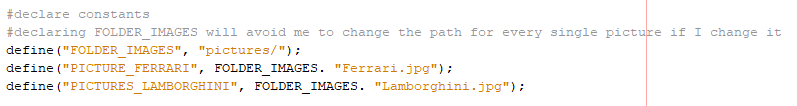 #declare constants
#declaring FOLDER_IMAGES will avoid me to change the path for every single picture if I change it
define("FOLDER_IMAGES", "pictures/");
define("PICTURE_FERRARI", FOLDER_IMAGES. "Ferrari.jpg");
define("PICTURES_LAMBORGHINI", FOLDER_IMAGES. "Lamborghini.jpg");